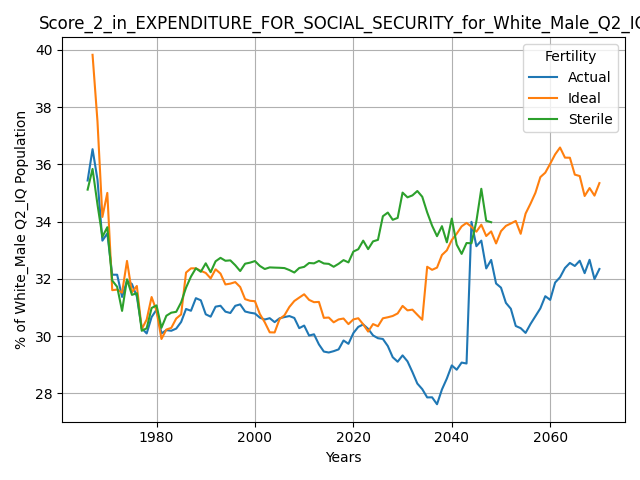 Score_2_in_EXPENDITURE_FOR_SOCIAL_SECURITY_for_White_Male_Q2_IQ
Fertility
Actual
Ideal
Sterile
% of White_Male Q2_IQ Population
40
38
36
34
32
30
28
1980 2000 2020 2040 2060
Years